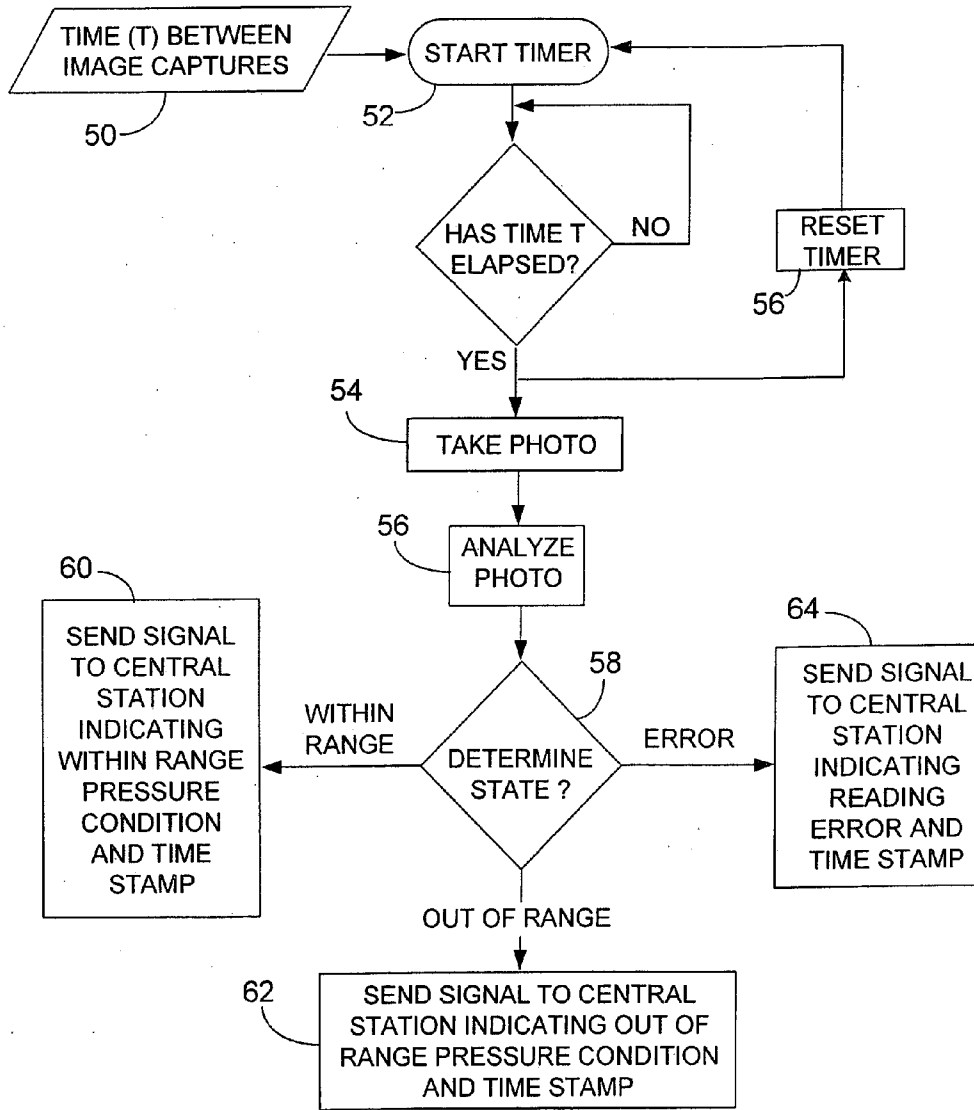 TIME (T) BETWEEN
IMAGE CAPTURES
50
START TIMER
52
HAS TIME T
ELAPSED?
NO
RESET
TIMER
56
YES
54
TAKE PHOTO
56
ANALYZE
PHOTO
60
SEND SIGNAL
TO CENTRAL
STATION
INDICATING
WITHIN RANGE
PRESSURE
CONDITION
AND TIME
STAMP
WITHIN
RANGE
58
DETERMINE
STATE ?
ERROR
64
SEND SIGNAL
TO CENTRAL
STATION
INDICATING
READING
ERROR AND
TIME STAMP
OUT OF RANGE
62
SEND SIGNAL TO CENTRAL
STATION INDICATING OUT OF
RANGE PRESSURE CONDITION
AND TIME STAMP